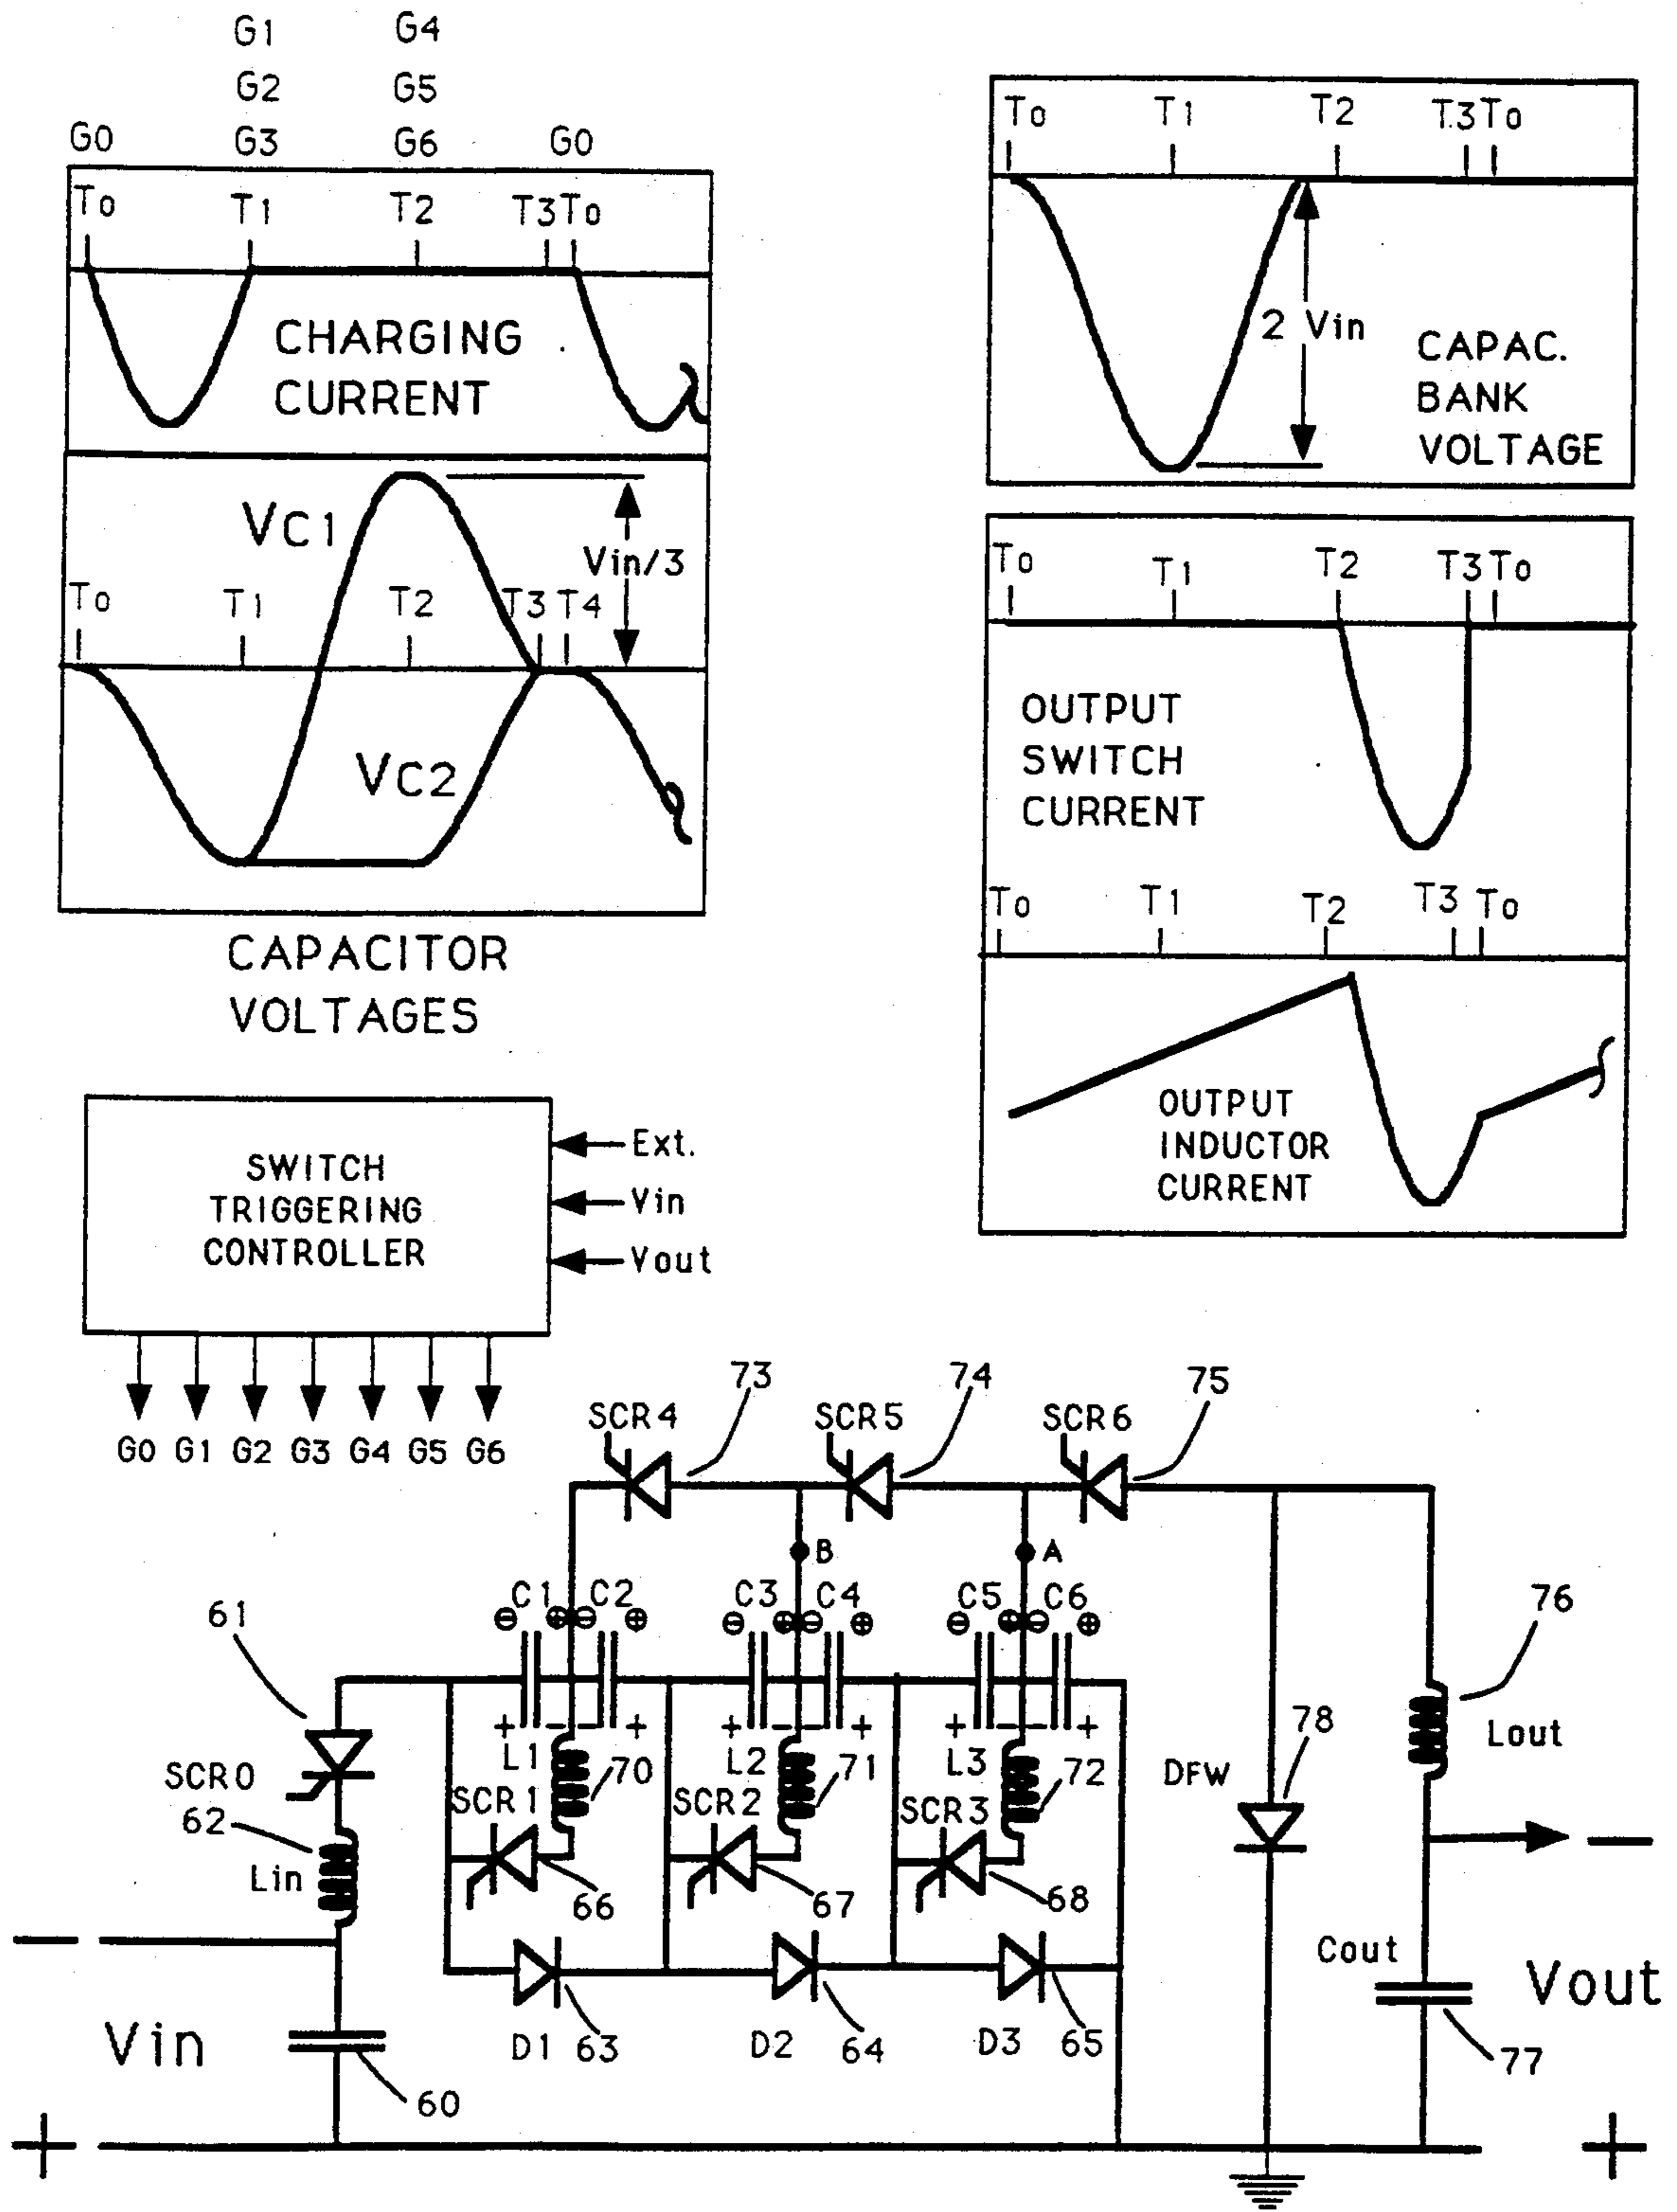 G1 G4
G2 G5
G0 G3 G6 G0
To T1 T2 T3 To
CHARGING
CURRENT
VC1
Vin/3
To T1 T2 T3 T4
VC2
CAPACITOR
VOLTAGES
To T1 T2 T.3 To
2 Vin
CAPAC.
BANK
VOLTAGE
To T1 T2 T3 To
OUTPUT
SWITCH
CURRENT
To T1 T2 T3 To
OUTPUT
INDUCTOR
CURRENT
SWITCH
TRIGGERING
CONTROLLER
Ext.
Vin
Vout
G0 G1 G2 G3 G4 G5 G6
73 74 75
SCR4 SCR5 SCR6
B A
61 C1 C2 C3 C4 C5 C6 76
⊖ ⊕ ⊖ ⊕ ⊖ ⊕ ⊖ ⊕ ⊖ ⊕ ⊖ ⊕
+ - - + + - - + + - - +
L1 70 L2 71 L3 72 DFW 78 Lout
SCR0 SCR1 SCR2 SCR3
62
Lin
66 67 68
— —
Cout
Vin Vout
D1 63 D2 64 D3 65 77
60
+ +